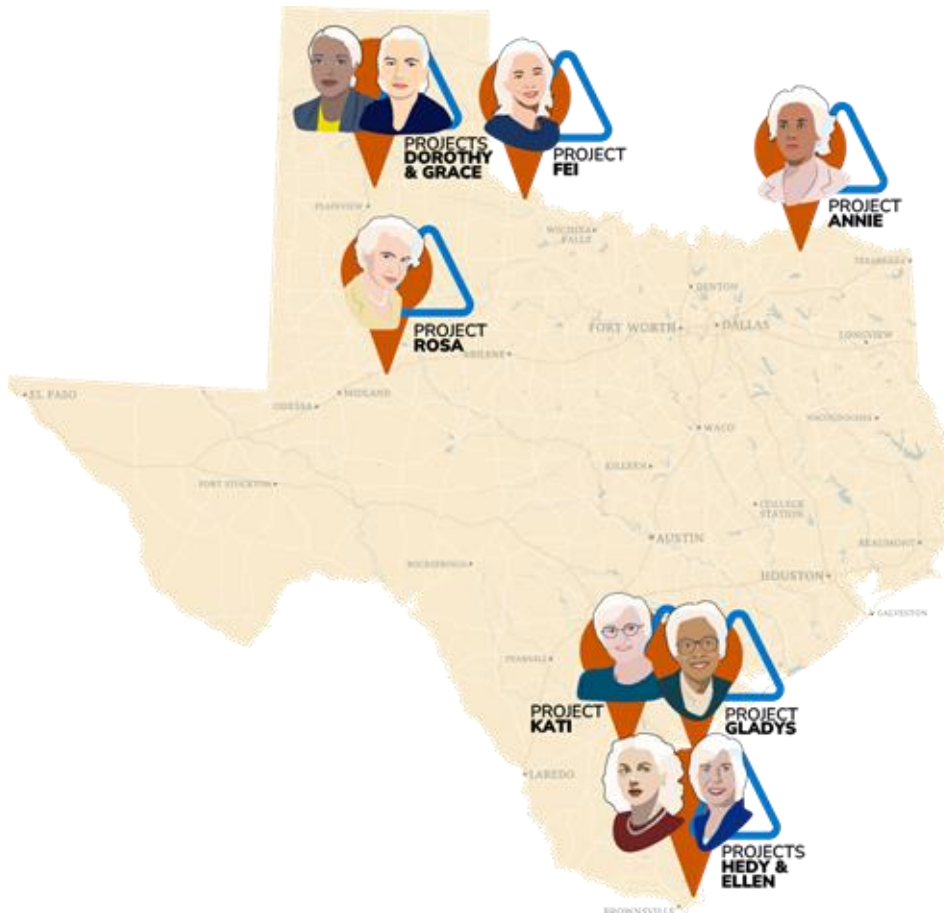 PROJECTS
DOROTHY
& GRACE
PROJECT
FEI
PROJECT
ANNIE
PLAINVIEW
WICHITA
FALLS
TEXARKANA
PROJECT
ROSA
DENTON
FORT WORTH
DALLAS
ABILENE
LONGVIEW
EL PASO
MIDLAND
ODESSA
NACOGDOCHES
WACO
KILLEEN
FORT STOCKTON
COLLEGE
STATION
AUSTIN
BEAUMONT
ROCKSPRINGS
HOUSTON
GALVESTON
PEARSALL
PROJECT
KATI
PROJECT
GLADYS
LAREDO
PROJECTS
HEDY &
ELLEN
BROWNSVILLE